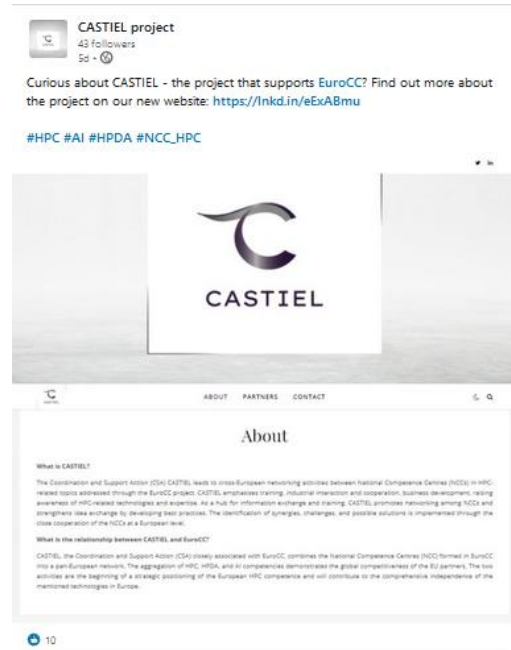 CASTIEL project
43 followers
5d •
Curious about CASTIEL - the project that supports EuroCC? Find out more about
the project on our new website: https://lnkd.in/eExABmu
#HPC #AI #HPDA #NCC_HPC
CASTIEL
ABOUT PARTNERS CONTACT
About
What is CASTIEL?
The Coordination and Support Action (CSA) CASTIEL leads to cross-European networking activities between National Competence Centres (NCCs) in HPC-
related topics addressed through the EuroCC project. CASTIEL emphasises training, industrial interaction and cooperation, business development, raising
awareness of HPC-related technologies and expertise. As a hub for information exchange and training, CASTIEL promotes networking among NCCs and
strengthens idea exchange by developing best practices. The identification of synergies, challenges, and possible solutions is implemented through the
close cooperation of the NCCs at a European level.
What is the relationship between CASTIEL and EuroCC?
CASTIEL, the Coordination and Support Action (CSA) closely associated with EuroCC, combines the National Competence Centres (NCC) formed in EuroCC
into a pan-European network. The aggregation of HPC, HPDA, and AI competencies demonstrates the global competitiveness of the EU partners. The two
activities are the beginning of a strategic positioning of the European HPC competence and will contribute to the comprehensive independence of the
mentioned technologies in Europe.
10